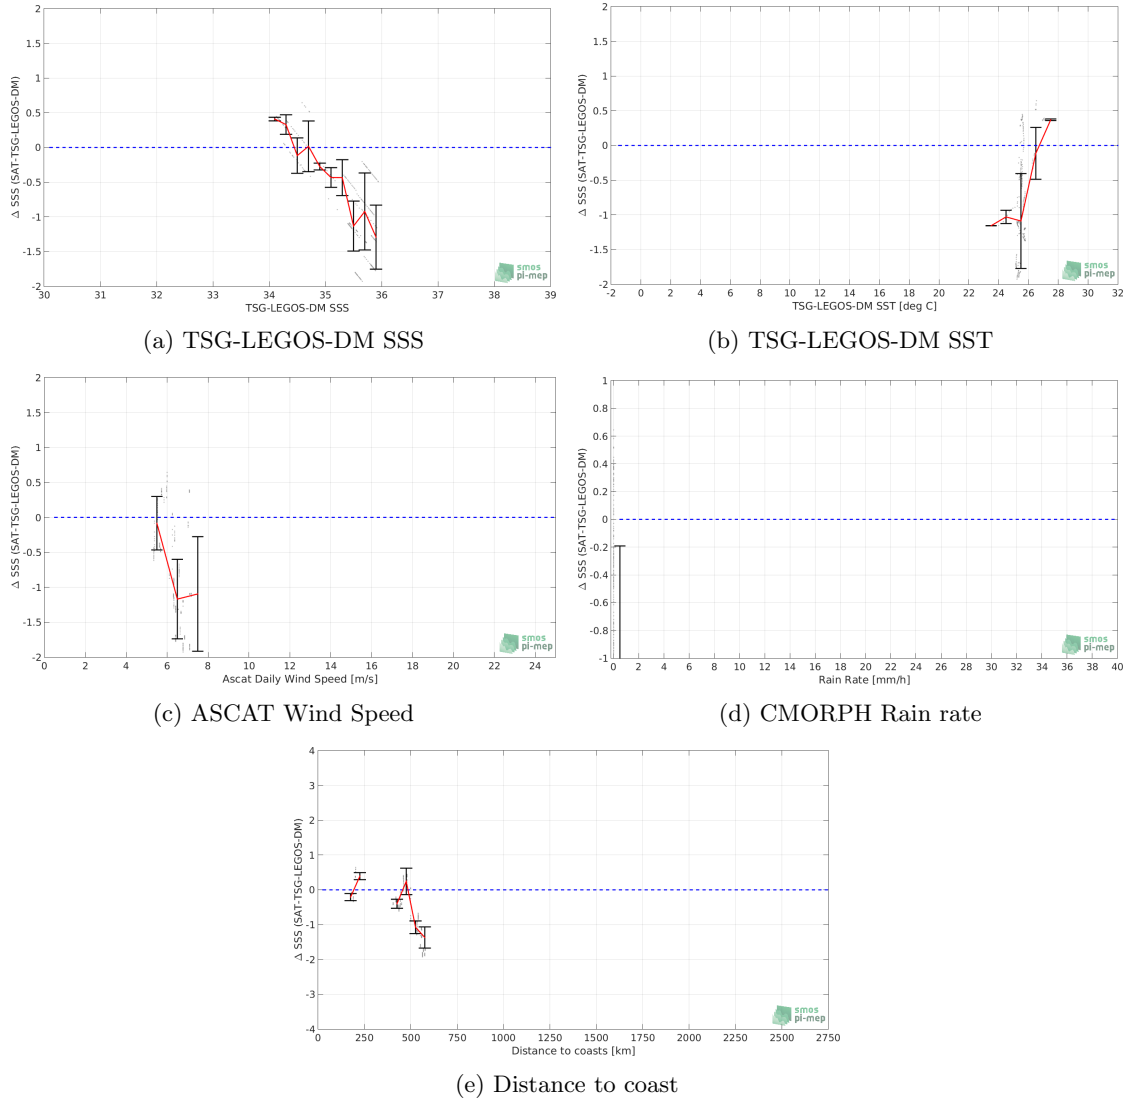 2
1.5
1
0.5
0
-0.5
-1
-1.5
-2
Δ SSS (SAT-TSG-LEGOS-DM)
30 31 32 33 34 35 36 37 38 39
TSG-LEGOS-DM SSS
smos
pi-mep
(a) TSG-LEGOS-DM SSS
2
1.5
1
0.5
0
-0.5
-1
-1.5
-2
Δ SSS (SAT-TSG-LEGOS-DM)
-2 0 2 4 6 8 10 12 14 16 18 20 22 24 26 28 30 32
TSG-LEGOS-DM SST [deg C]
smos
pi-mep
(b) TSG-LEGOS-DM SST
2
1.5
1
0.5
0
-0.5
-1
-1.5
-2
Δ SSS (SAT-TSG-LEGOS-DM)
0 2 4 6 8 10 12 14 16 18 20 22 24
Ascat Daily Wind Speed [m/s]
smos
pi-mep
(c) ASCAT Wind Speed
1
0.8
0.6
0.4
0.2
0
-0.2
-0.4
-0.6
-0.8
-1
Δ SSS (SAT-TSG-LEGOS-DM)
0 2 4 6 8 10 12 14 16 18 20 22 24 26 28 30 32 34 36 38 40
Rain Rate [mm/h]
smos
pi-mep
(d) CMORPH Rain rate
4
3
2
1
0
-1
-2
-3
-4
Δ SSS (SAT-TSG-LEGOS-DM)
0 250 500 750 1000 1250 1500 1750 2000 2250 2500 2750
Distance to coasts [km]
smos
pi-mep
(e) Distance to coast